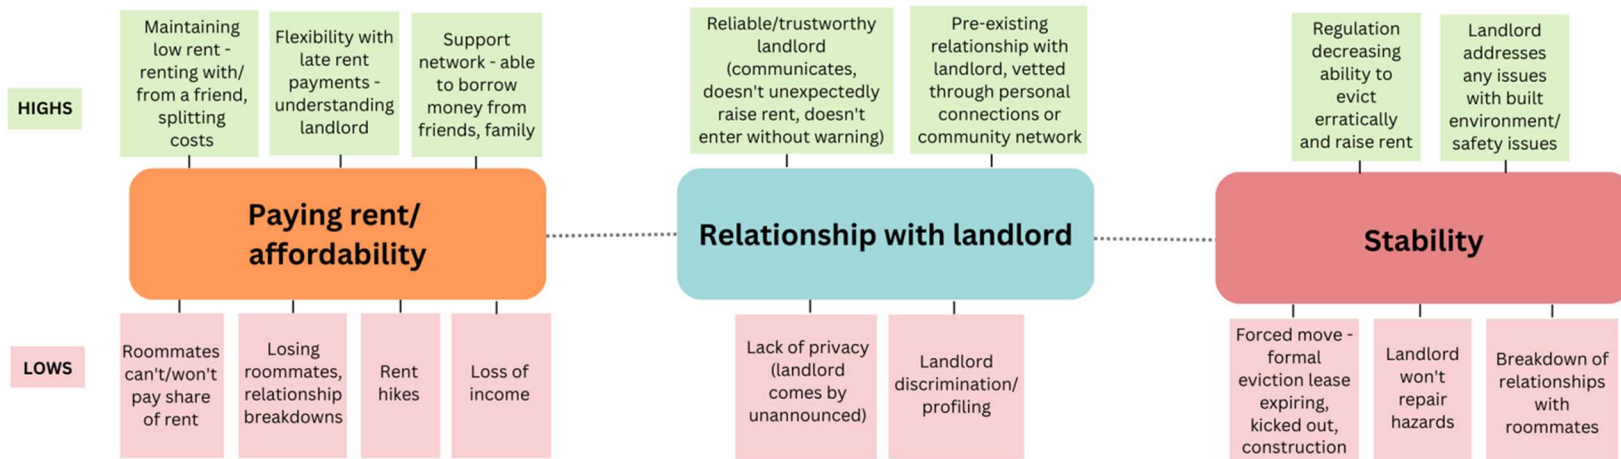 HIGHS
Maintaining
low rent -
renting with/
from a friend,
splitting
costs
Flexibility with
late rent
payments -
understanding
landlord
Support
network - able
to borrow
money from
friends, family
Reliable/trustworthy
landlord
(communicates,
doesn't unexpectedly
raise rent, doesn't
enter without warning)
Pre-existing
relationship with
landlord, vetted
through personal
connections or
community network
Regulation
decreasing
ability to
evict
erratically
and raise rent
Landlord
addresses
any issues
with built
environment/
safety issues
Paying rent/
affordability
Relationship with landlord
Stability
LOWS
Roommates
can't/won't
pay share
of rent
Losing
roommates,
relationship
breakdowns
Rent
hikes
Loss of
income
Lack of privacy
(landlord
comes by
unannounced)
Landlord
discrimination/
profiling
Forced move -
formal
eviction lease
expiring,
kicked out,
construction
Landlord
won't
repair
hazards
Breakdown of
relationships
with
roommates